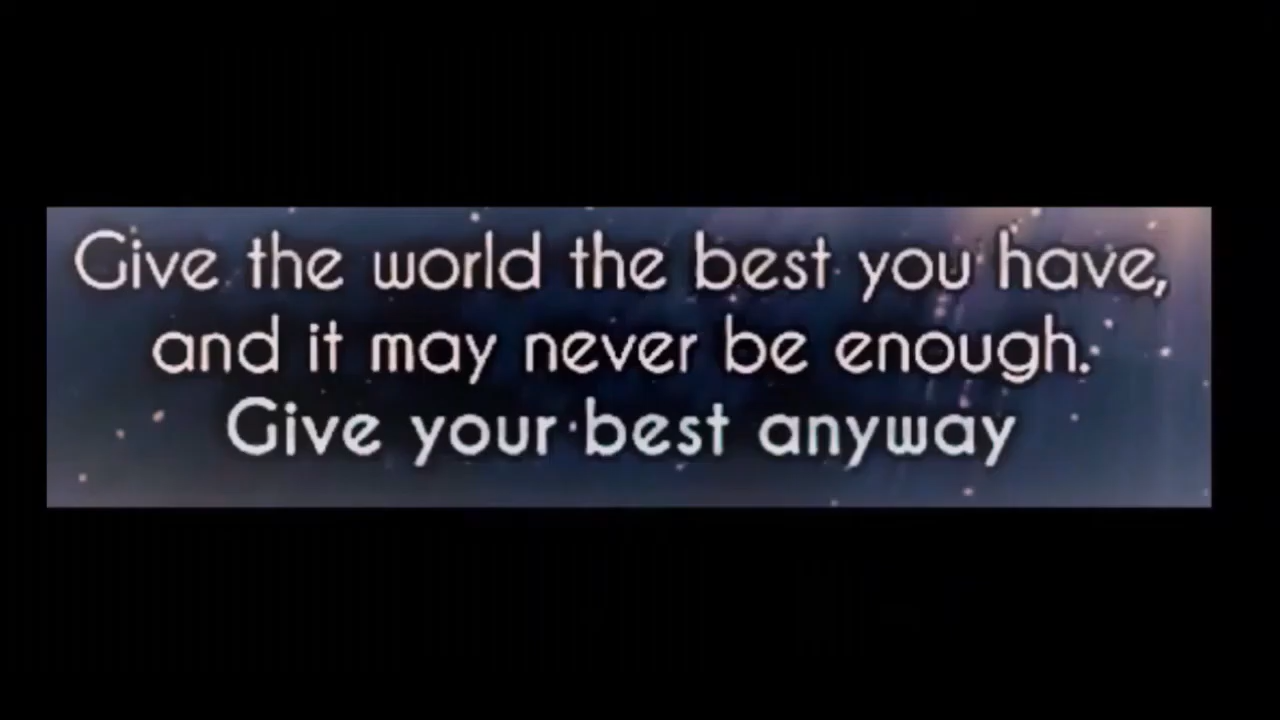 Give the world the best you have,
and it may never be enough.
Give your best anyway